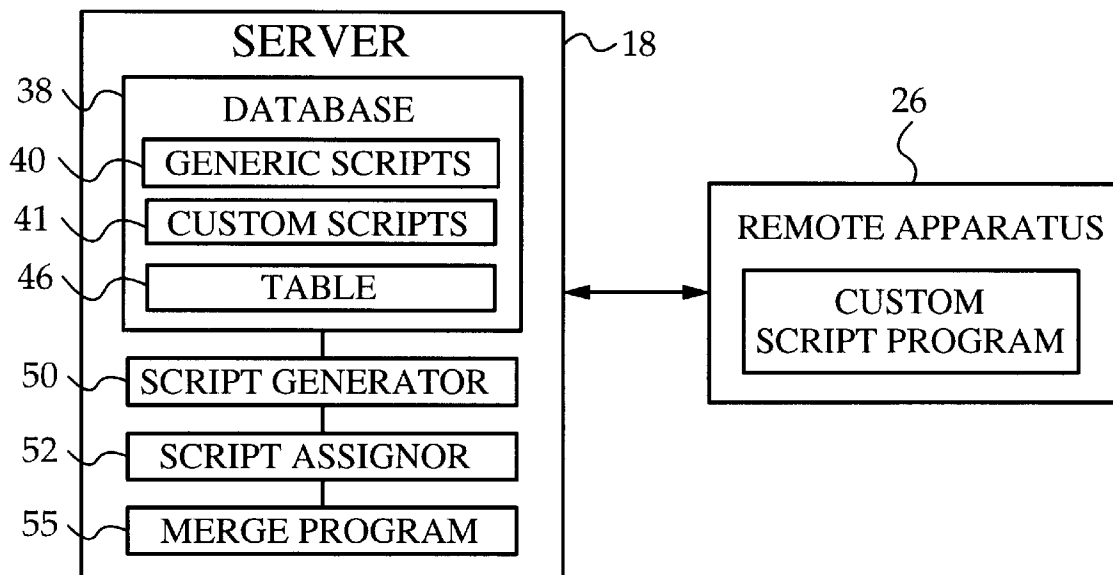 SERVER
18
38
DATABASE
40
GENERIC SCRIPTS
41
CUSTOM SCRIPTS
46
TABLE
50
SCRIPT GENERATOR
52
SCRIPT ASSIGNOR
55
MERGE PROGRAM
26
REMOTE APPARATUS
CUSTOM
SCRIPT PROGRAM